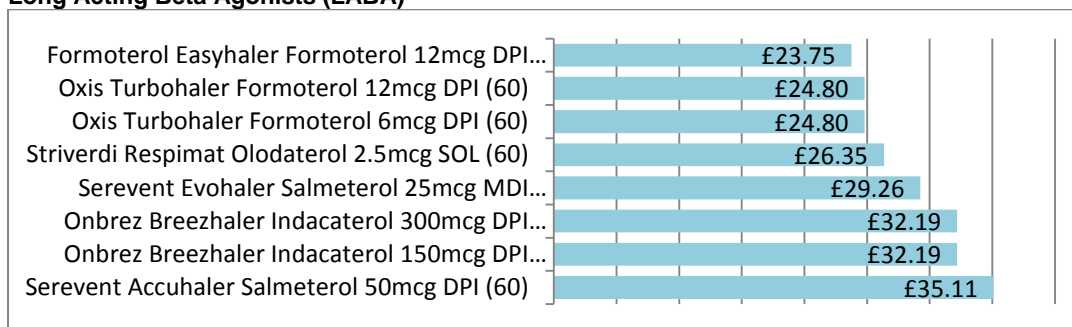 Long Acting Beta Agonists (LABA)
Formoterol Easyhaler Formoterol 12mcg DPI... £23.75
Oxis Turbohaler Formoterol 12mcg DPI (60) £24.80
Oxis Turbohaler Formoterol 6mcg DPI (60) £24.80
Striverdi Respimat Olodaterol 2.5mcg SOL (60) £26.35
Serevent Evohaler Salmeterol 25mcg MDI... £29.26
Onbrez Breezhaler Indacaterol 300mcg DPI... £32.19
Onbrez Breezhaler Indacaterol 150mcg DPI... £32.19
Serevent Accuhaler Salmeterol 50mcg DPI (60) £35.11